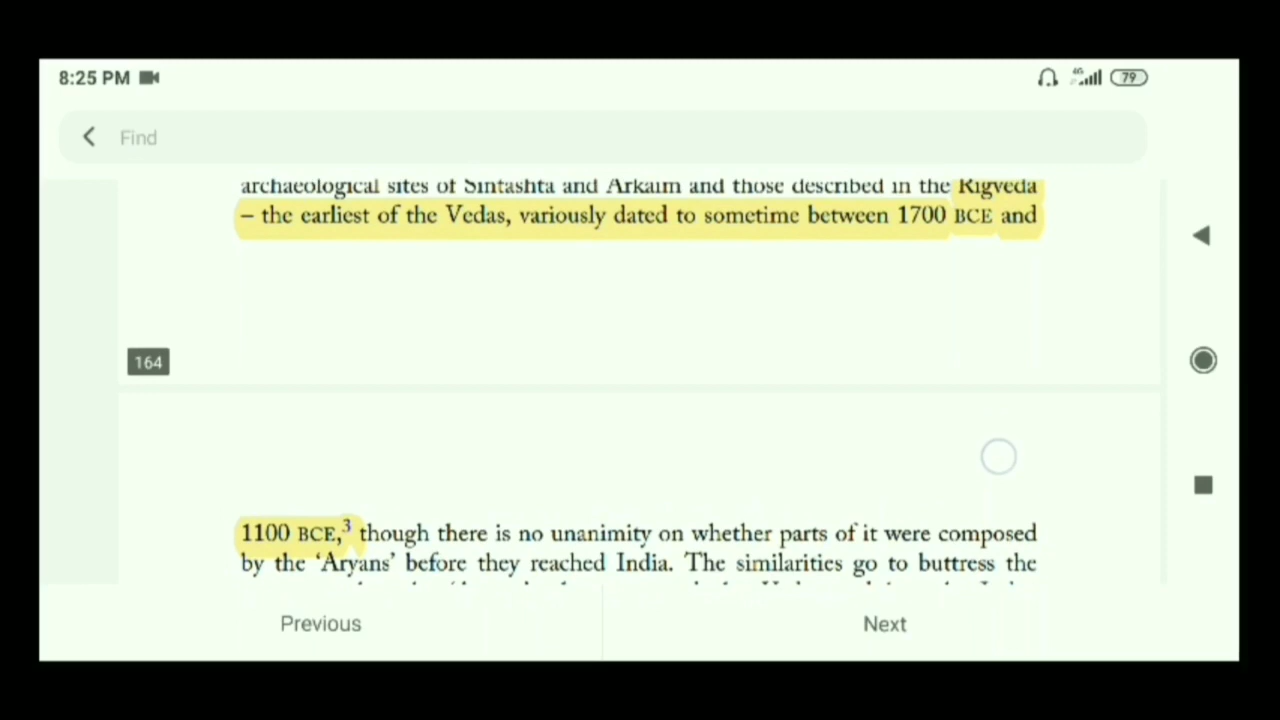 8:25 PM
4G
79
Find
archaeological sites of Sintashta and Arkaim and those described in the Rigveda
– the earliest of the Vedas, variously dated to sometime between 1700 BCE and
164
1100 BCE,3 though there is no unanimity on whether parts of it were composed
by the ‘Aryans’ before they reached India. The similarities go to buttress the
Previous
Next